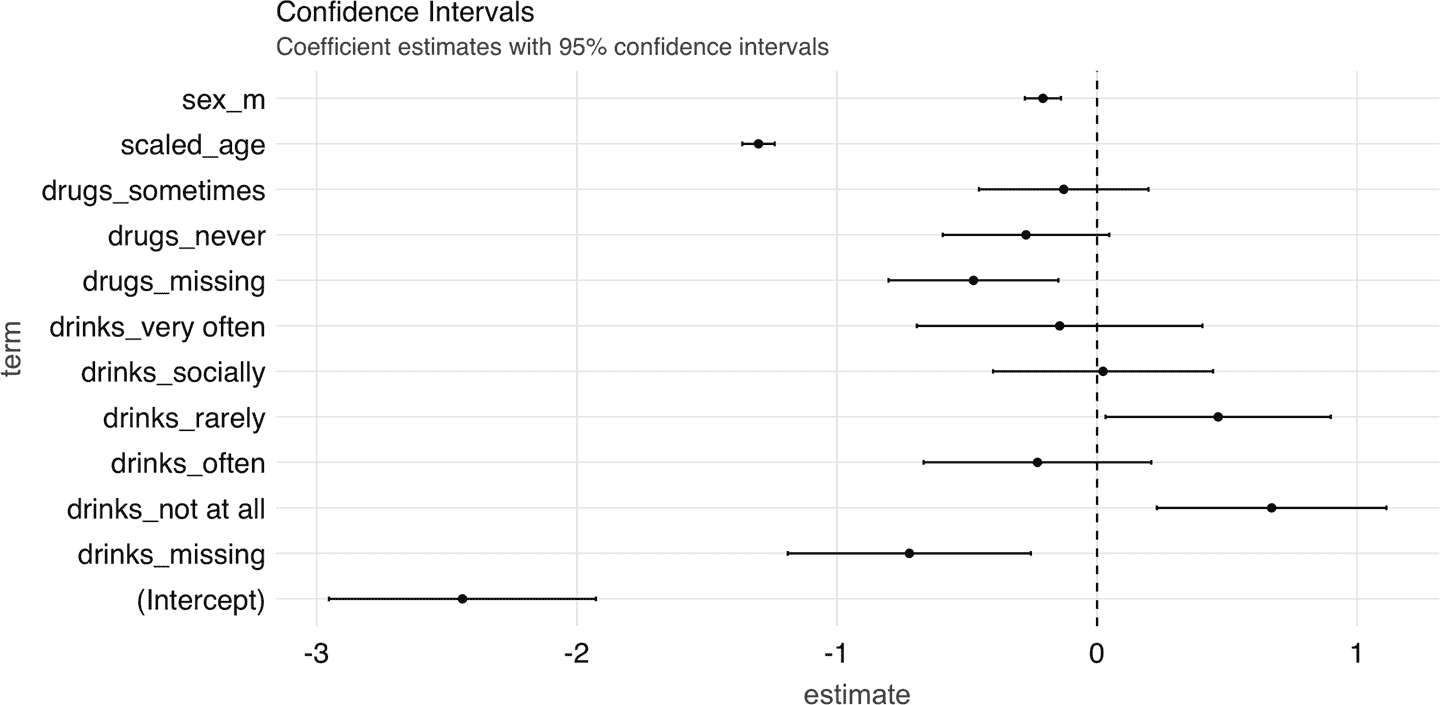 Confidence Intervals
Coefficient estimates with 95% confidence intervals
term
sex_m
scaled_age
drugs_sometimes
drugs_never
drugs_missing
drinks_very often
drinks_socially
drinks_rarely
drinks_often
drinks_not at all
drinks_missing
(Intercept)
-3 -2 -1 0 1
estimate